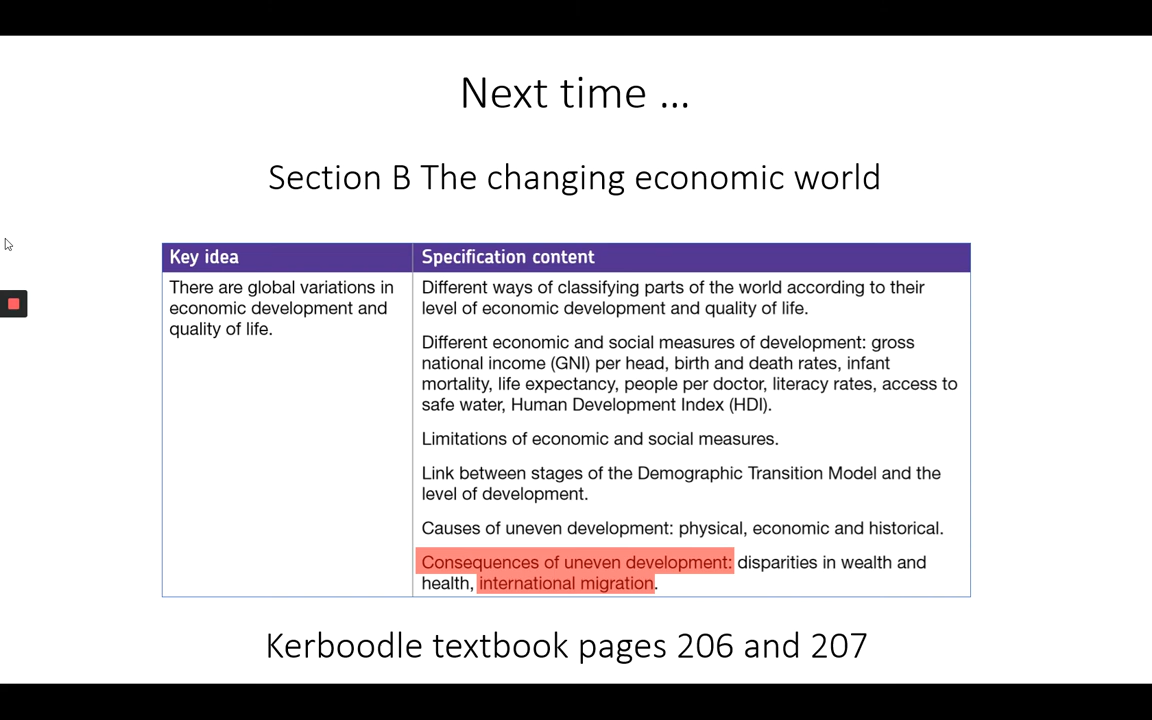 Next time ...
Section B The changing economic world
Key idea
Specification content
There are global variations in
economic development and
quality of life.
Different ways of classifying parts of the world according to their
level of economic development and quality of life.
Different economic and social measures of development: gross
national income (GNI) per head, birth and death rates, infant
mortality, life expectancy, people per doctor, literacy rates, access to
safe water, Human Development Index (HDI).
Limitations of economic and social measures.
Link between stages of the Demographic Transition Model and the
level of development.
Causes of uneven development: physical, economic and historical.
Consequences of uneven development: disparities in wealth and
health, international migration.
Kerboodle textbook pages 206 and 207